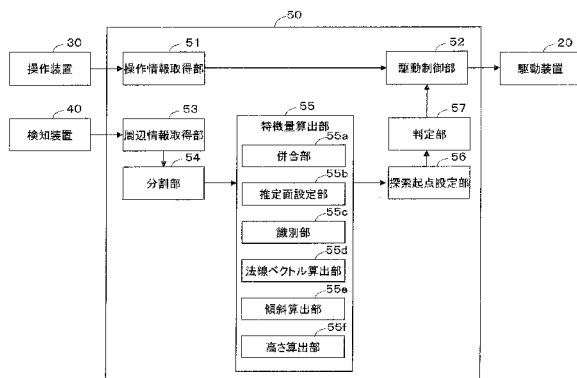 50
30
51
52
操作装置
操作情報取得部
駆動制御部
駆動装置
20
40
53
55
57
検知装置
周辺情報取得部
特徴量算出部
判定部
54
55a
56
分割部
併合部
探索起点設定部
55b
推定面設定部
55c
識別部
55d
法線ベクトル算出部
55e
傾斜算出部
55f
高さ算出部